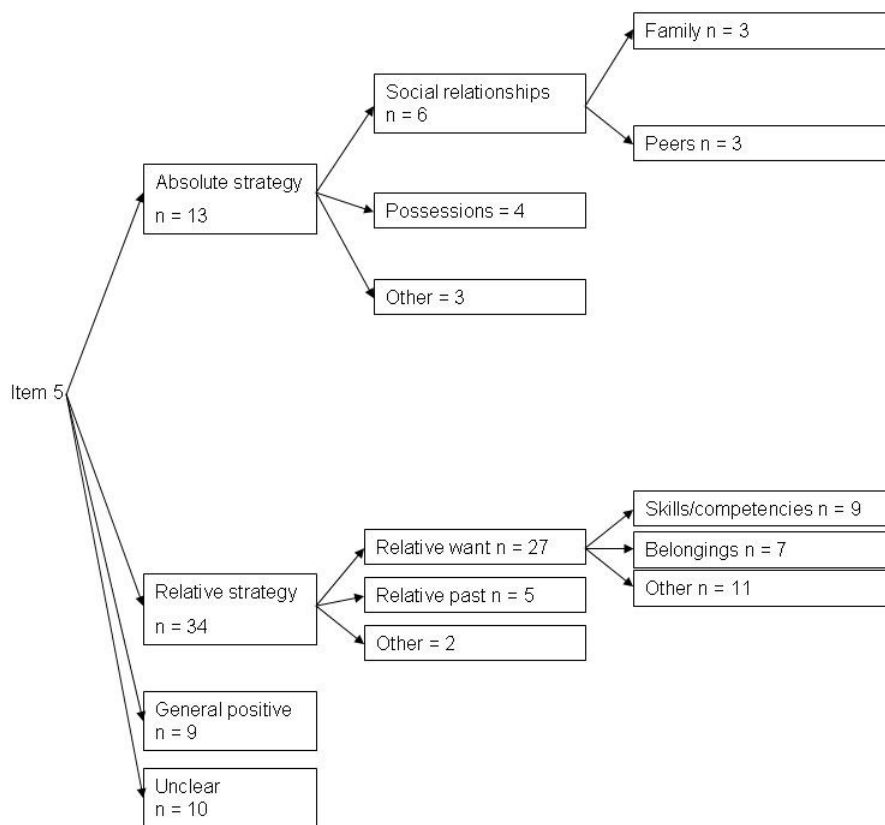 Family n = 3
Social relationships
n = 6
Peers n = 3
Absolute strategy
n = 13
Possessions = 4
Other = 3
Item 5
Skills/competencies n = 9
Relative want n = 27
Belongings n = 7
Other n = 11
Relative strategy
n = 34
Relative past n = 5
Other = 2
General positive
n = 9
Unclear
n = 10